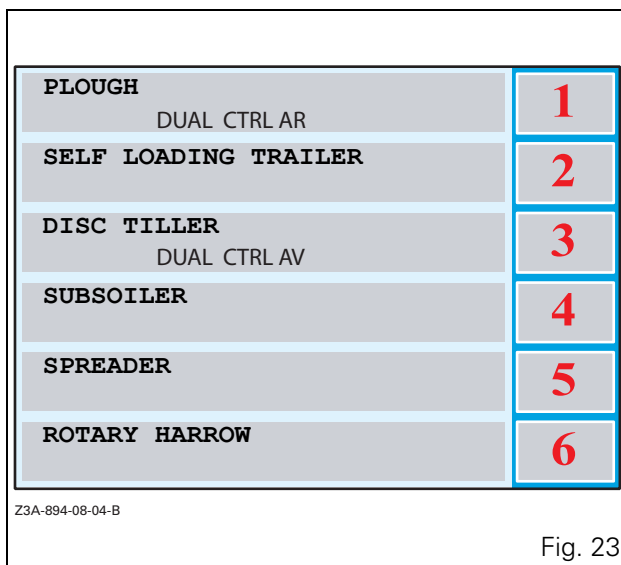 PLOUGH 1
DUAL CTRL AR
SELF LOADING TRAILER 2
DISC TILLER 3
DUAL CTRL AV
SUBSOILER 4
SPREADER 5
ROTARY HARROW 6
Z3A-894-08-04-B
Fig. 23